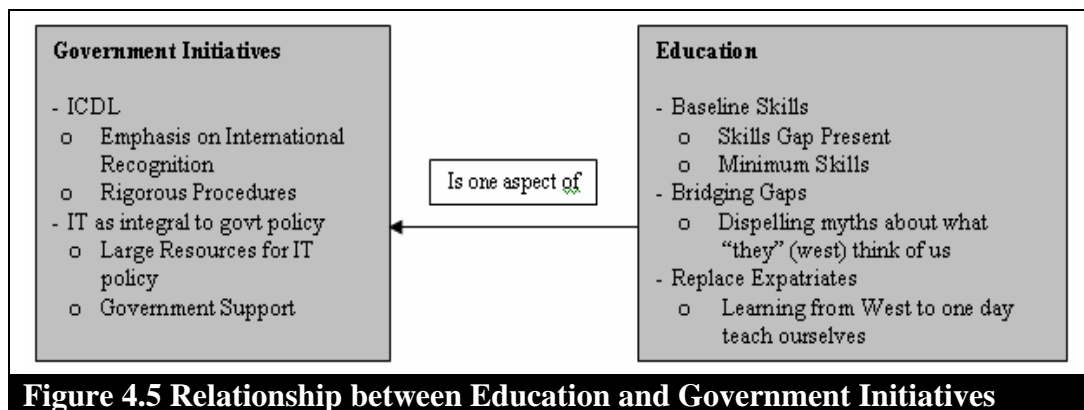 Government Initiatives
- ICDL
o Emphasis on International
Recognition
o Rigorous Procedures
- IT as integral to govt policy
o Large Resources for IT
policy
o Government Support
Is one aspect of
Education
- Baseline Skills
o Skills Gap Present
o Minimum Skills
- Bridging Gaps
o Dispelling myths about what
“they” (west) think of us
- Replace Expatriates
o Learning from West to one day
teach ourselves
Figure 4.5 Relationship between Education and Government Initiatives